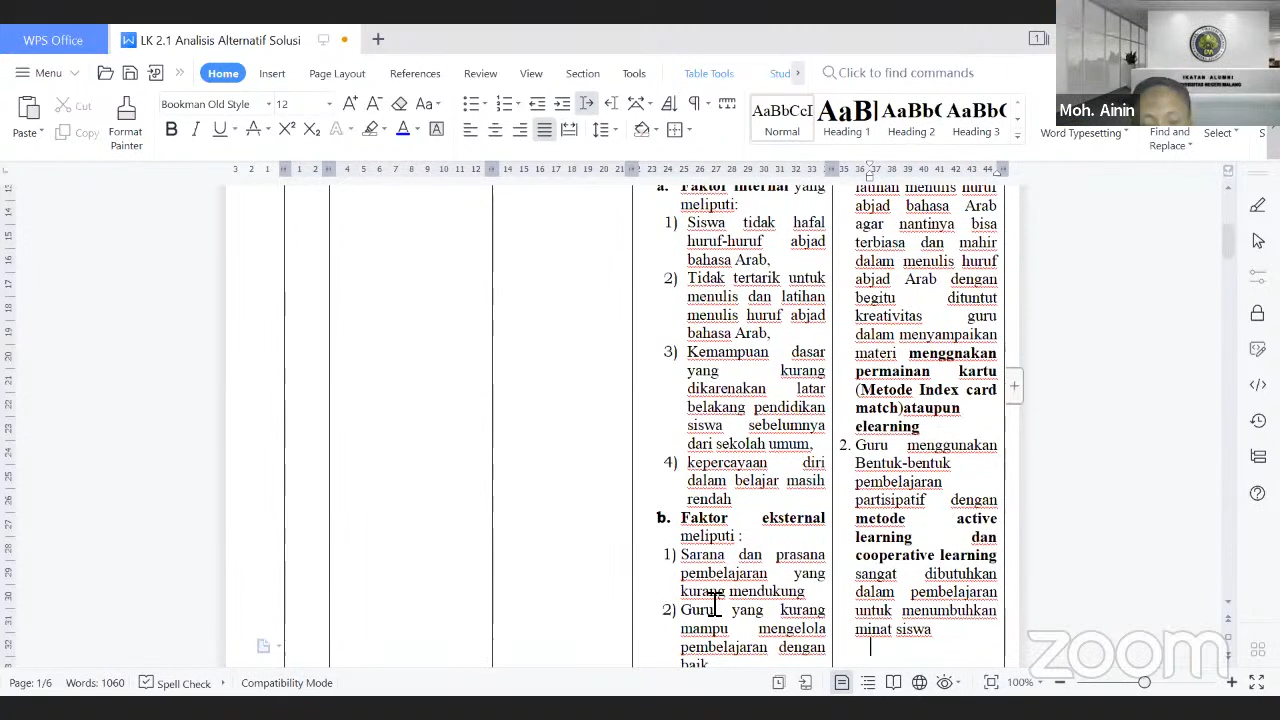 WPS Office
LK 2.1 Analisis Alternatif Solusi
1
Menu
Home
Insert
Page Layout
References
Review
View
Section
Tools
Table Tools
Stud
Click to find commands
IKATAN ALUMNI
Moh. Ainin
Paste
Cut
Copy
Format
Painter
Bookman Old Style
12
AaBbCcI
Normal
AaBl
Heading 1
AaBb(
Heading 2
AaBbC
Heading 3
Word Typesetting
Find and
Replace
Select
S
a. Faktor internal yang
meliputi:
1) Siswa tidak hafal
huruf-huruf abjad
bahasa Arab,
2) Tidak tertarik untuk
menulis dan latihan
menulis huruf abjad
bahasa Arab,
3) Kemampuan dasar
yang kurang
dikarenakan latar
belakang pendidikan
siswa sebelumnya
dari sekolah umum,
4) kepercayaan diri
dalam belajar masih
rendah
b. Faktor eksternal
meliputi :
1) Sarana dan prasana
pembelajaran yang
kurang mendukung
2) Guru yang kurang
mampu mengelola
pembelajaran dengan
baik
latihan menulis huruf
abjad bahasa Arab
agar nantinya bisa
terbiasa dan mahir
dalam menulis huruf
abjad Arab dengan
begitu dituntut
kreativitas guru
dalam menyampaikan
materi menggnakan
permainan kartu
(Metode Index card
match)ataupun
elearning
2. Guru menggunakan
Bentuk-bentuk
pembelajaran
partisipatif dengan
metode active
learning dan
cooperative learning
sangat dibutuhkan
dalam pembelajaran
untuk menumbuhkan
minat siswa
zoom
Page: 1/6
Words: 1060
Spell Check
Compatibility Mode
100%